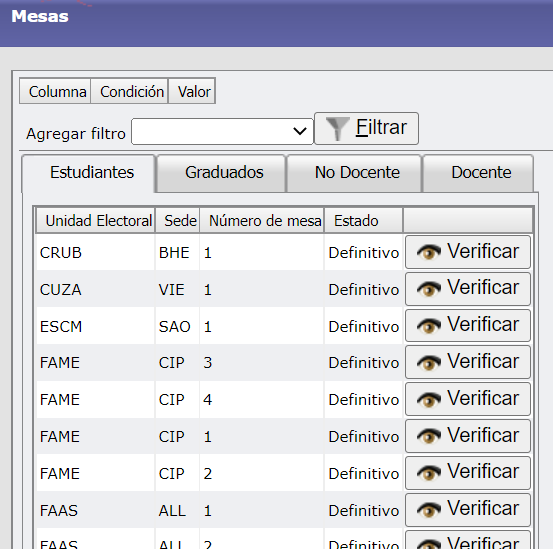 Mesas
Columna Condición Valor
Agregar filtro Filtrar
Estudiantes Graduados No Docente Docente
Unidad Electoral Sede Número de mesa Estado
CRUB BHE 1 Definitivo Verificar
CUZA VIE 1 Definitivo Verificar
ESCM SAO 1 Definitivo Verificar
FAME CIP 3 Definitivo Verificar
FAME CIP 4 Definitivo Verificar
FAME CIP 1 Definitivo Verificar
FAME CIP 2 Definitivo Verificar
FAAS ALL 1 Definitivo Verificar
FAAS ALL 2 Definitivo Verificar